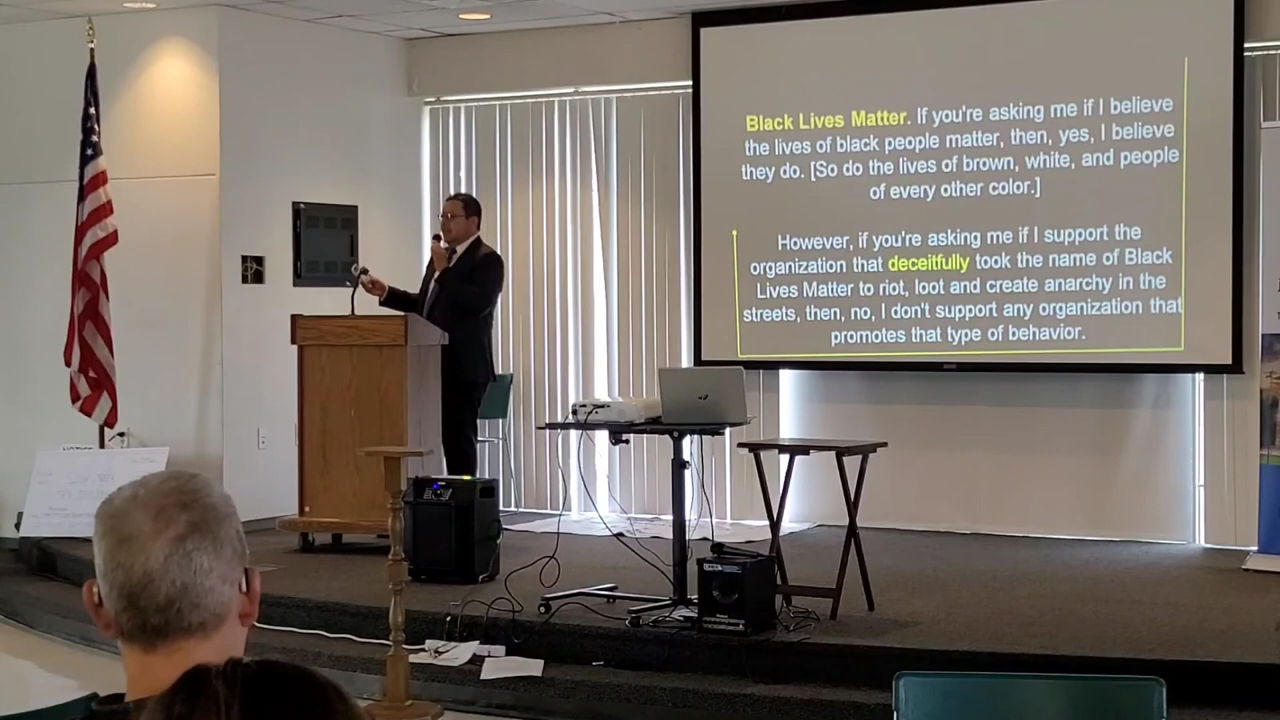 Black Lives Matter. If you're asking me if I believe
the lives of black people matter, then, yes, I believe
they do. [So do the lives of brown, white, and people
of every other color.]
However, if you're asking me if I support the
organization that deceitfully took the name of Black
Lives Matter to riot, loot and create anarchy in the
streets, then, no, I don't support any organization that
promotes that type of behavior.